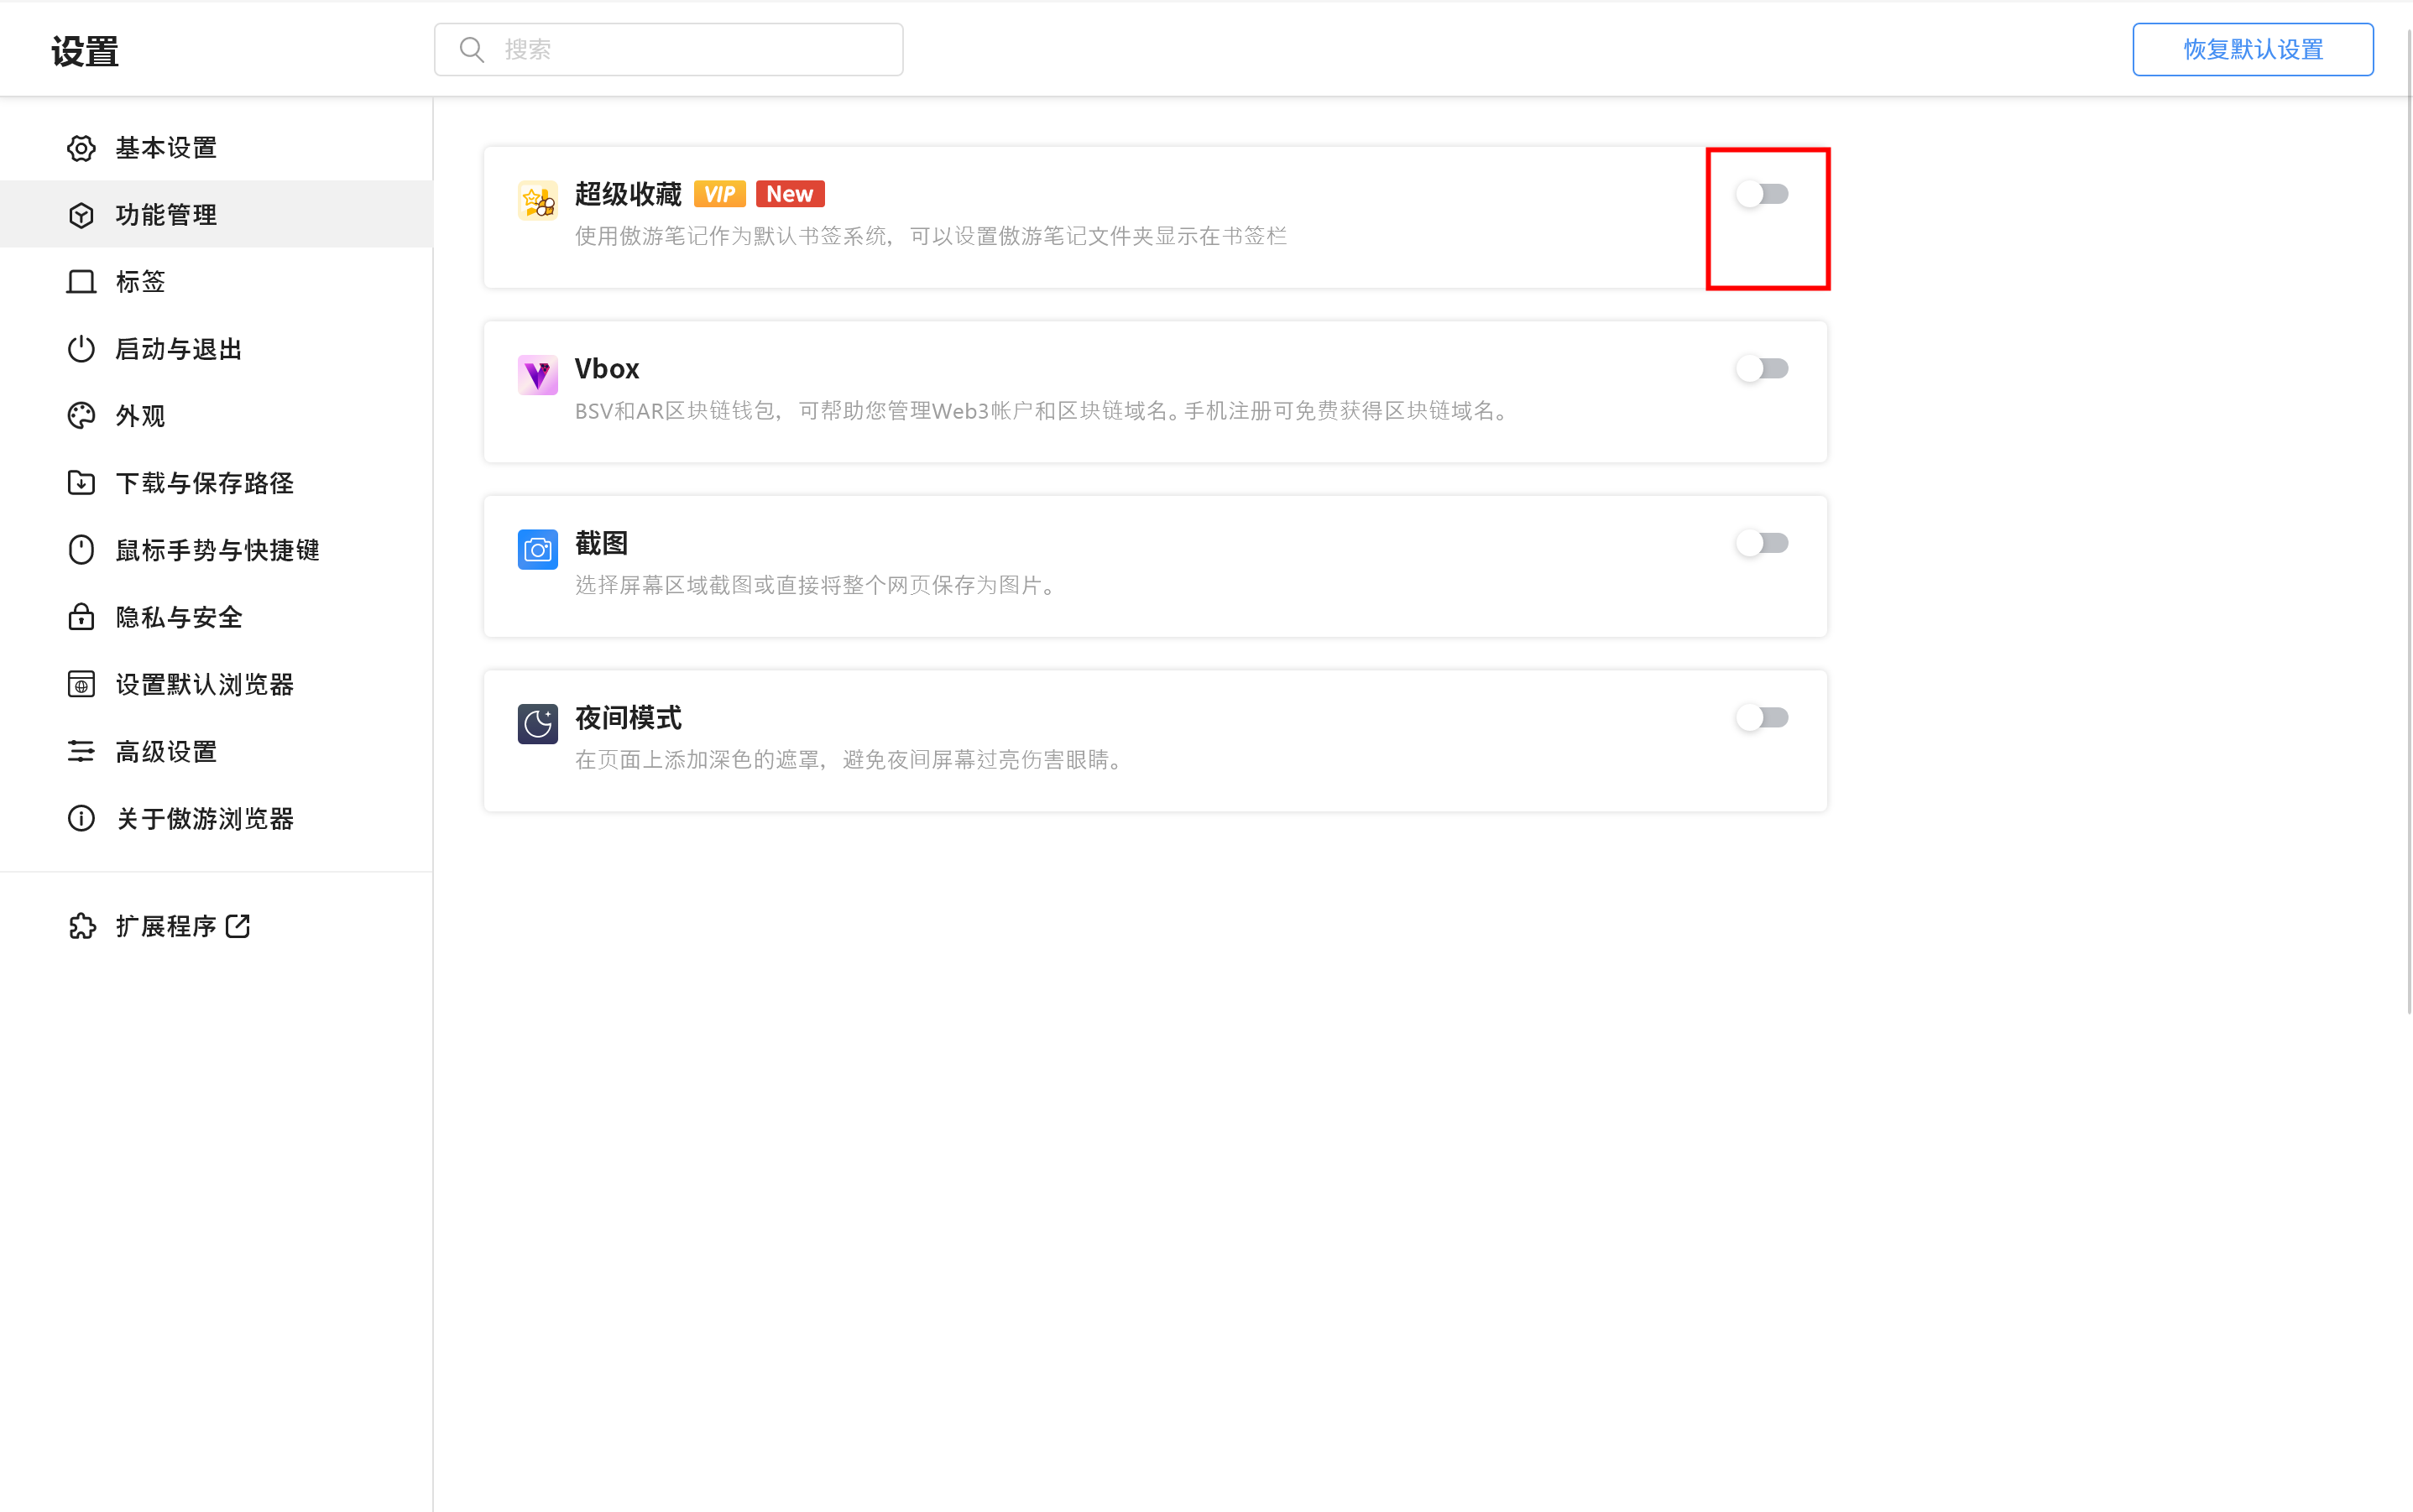 设置
搜索
恢复默认设置
基本设置
功能管理
标签
启动与退出
外观
下载与保存路径
鼠标手势与快捷键
隐私与安全
设置默认浏览器
高级设置
关于傲游浏览器
扩展程序
超级收藏 VIP New
使用傲游笔记作为默认书签系统，可以设置傲游笔记文件夹显示在书签栏
Vbox
BSV和AR区块链钱包，可帮助您管理Web3帐户和区块链域名。手机注册可免费获得区块链域名。
截图
选择屏幕区域截图或直接将整个网页保存为图片。
夜间模式
在页面上添加深色的遮罩，避免夜间屏幕过亮伤害眼睛。